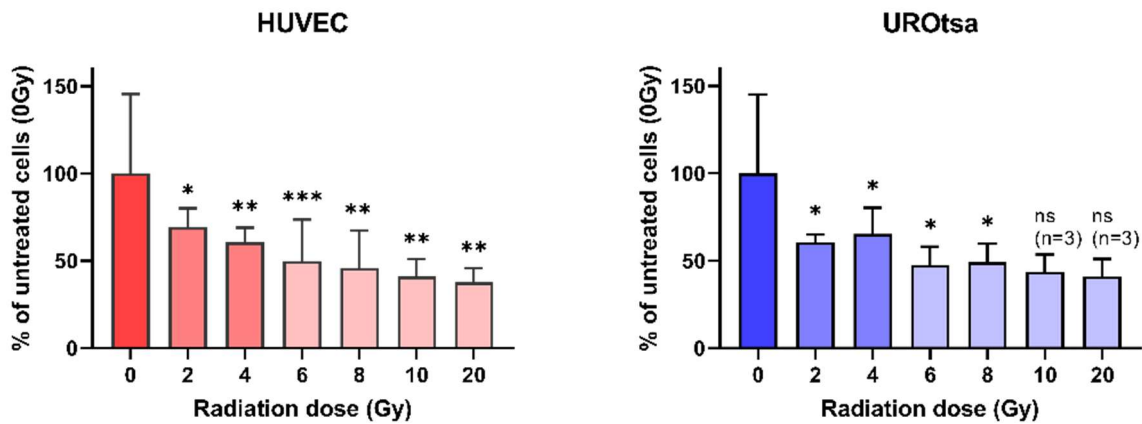 HUVEC
% of untreated cells (0Gy)
150
100
50
0
*
**
***
**
**
**
0 2 4 6 8 10 20
Radiation dose (Gy)
UROtsa
% of untreated cells (0Gy)
150
100
50
0
*
*
*
*
ns
(n=3)
ns
(n=3)
0 2 4 6 8 10 20
Radiation dose (Gy)